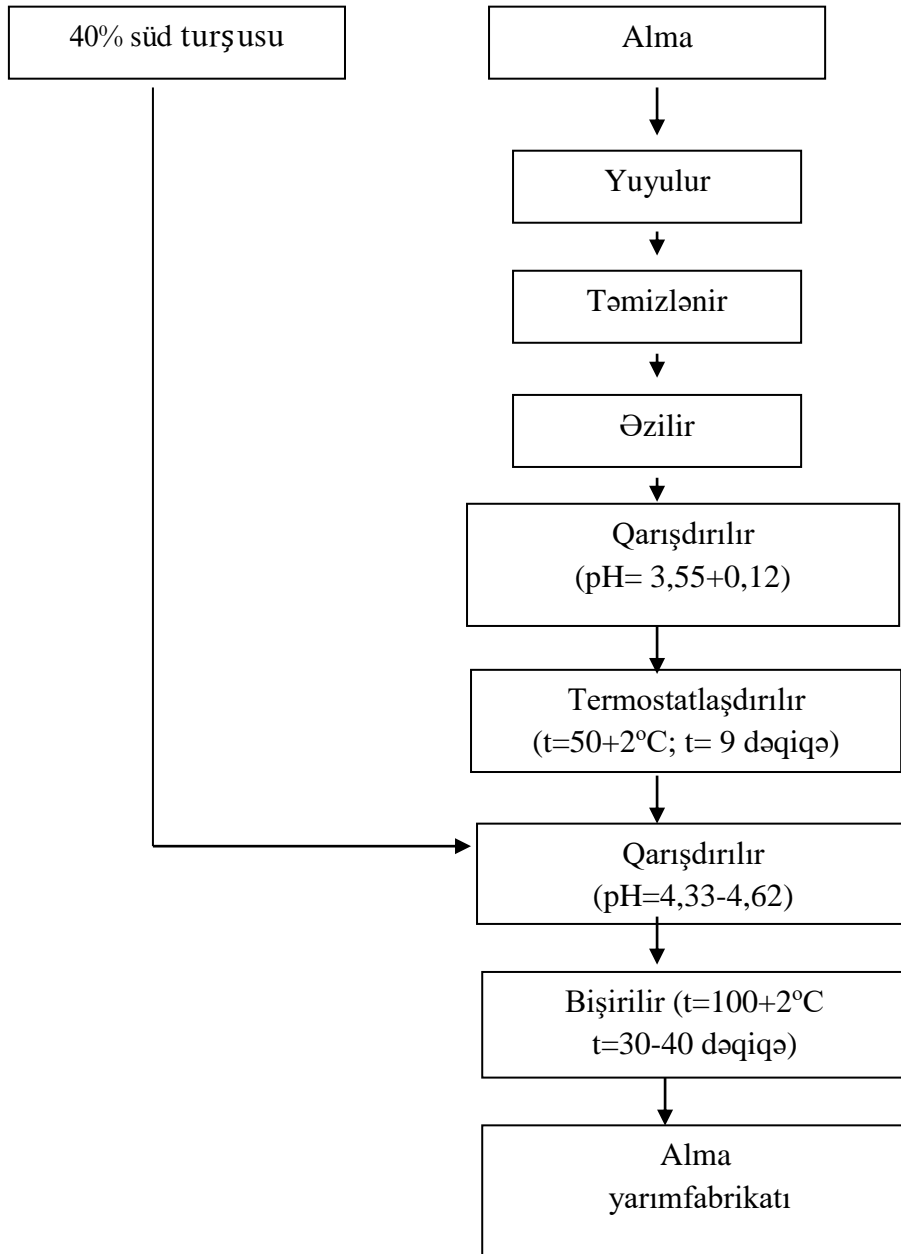 40% süd turşusu
Alma
Yuyulur
Təmizlənir
Əzilir
Qarışdırılır
(pH= 3,55+0,12)
Termostatlaşdırılır
(t=50+2ºC; t= 9 dəqiqə)
Qarışdırılır
(pH=4,33-4,62)
Bişirilir (t=100+2ºC
t=30-40 dəqiqə)
Alma
yarımfabrikatı